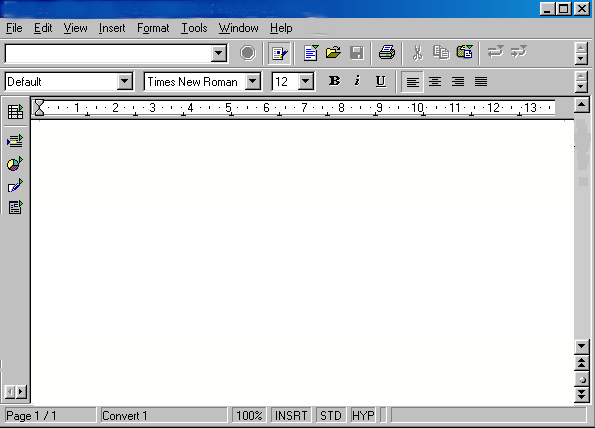 File Edit View Insert Format Tools Window Help
Default Times New Roman 12 B i U
1 2 3 4 5 6 7 8 9 10 11 12 13
Page 1 / 1 Convert 1 100% INSRT STD HYP